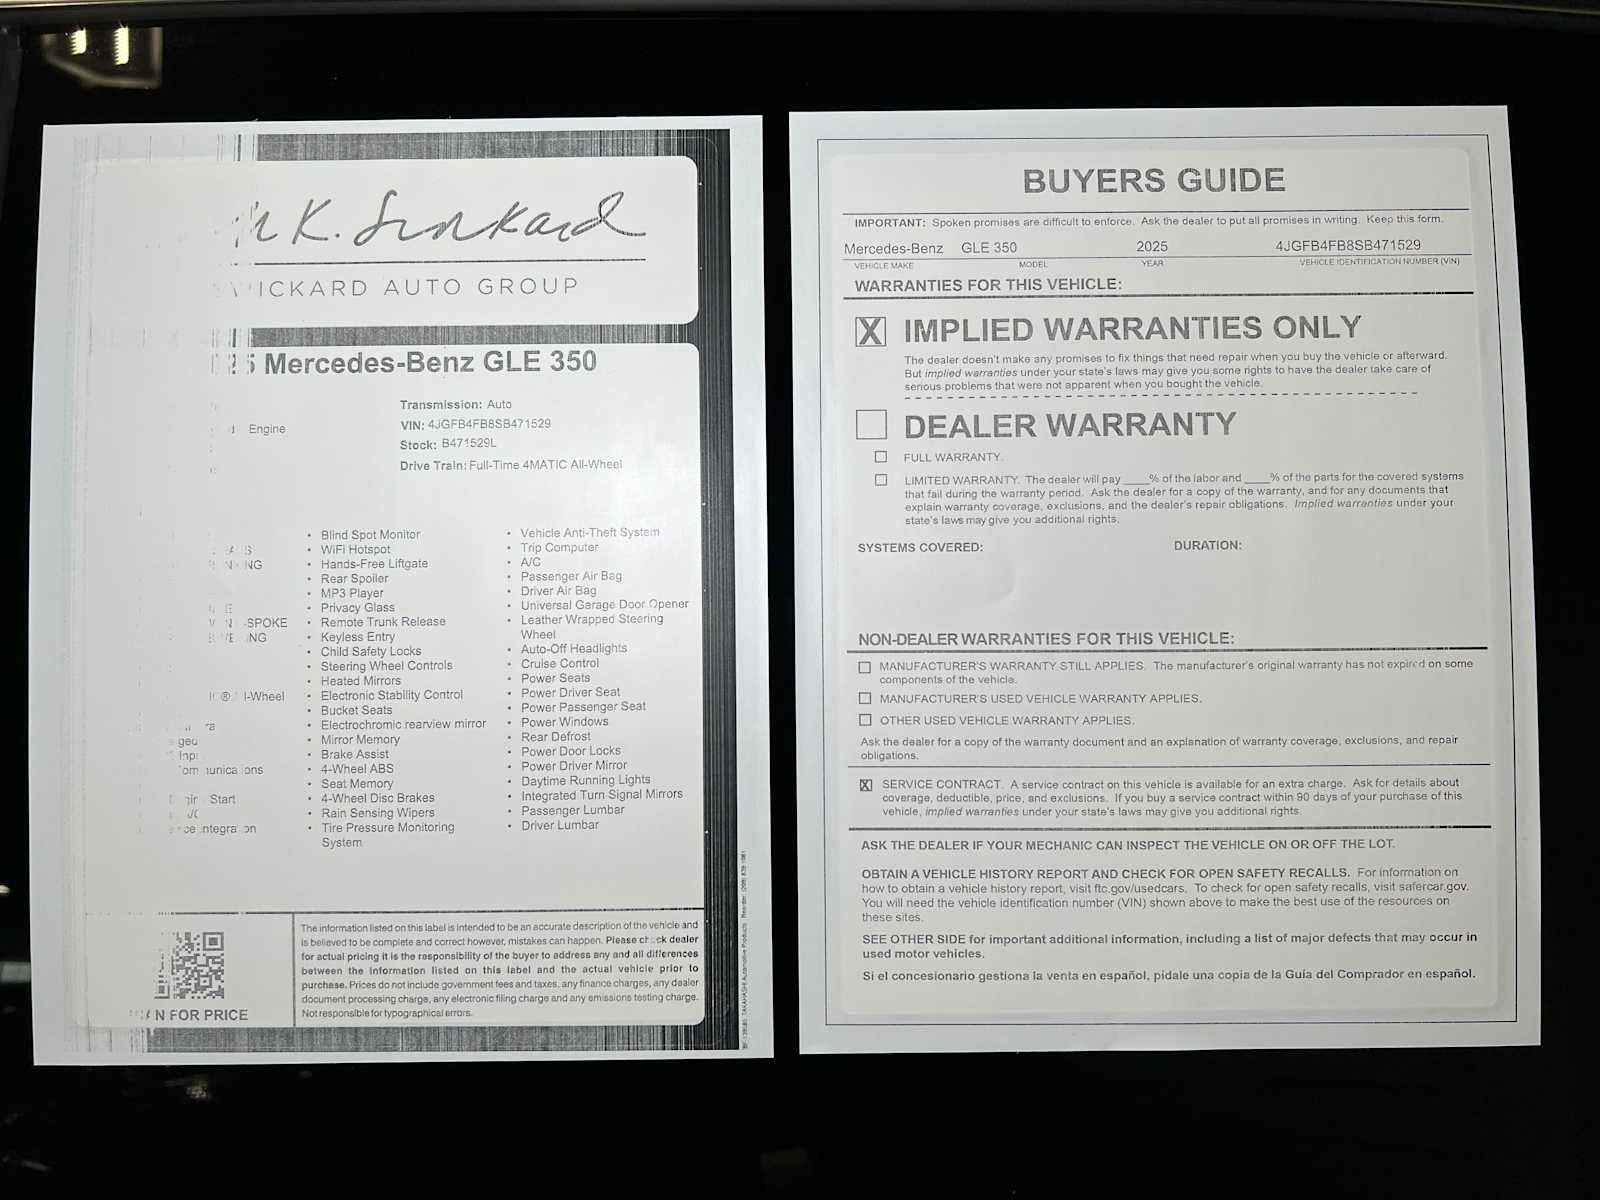 K.
ICKARD AUTO GROUP
Mercedes-Benz GLE 350
Transmission: Auto
Engine
VIN: 4JGFB4FB8SB471529
Stock: B471529L
Drive Train: Full-Time 4MATIC All-Wheel
SPOKE
l-Wheel
Start
• Blind Spot Monitor
• WiFi Hotspot
• Hands-Free Liftgate
• Rear Spoiler
• MP3 Player
• Privacy Glass
• Remote Trunk Release
• Keyless Entry
• Child Safety Locks
• Steering Wheel Controls
• Heated Mirrors
• Electronic Stability Control
• Bucket Seats
• Electrochromic rearview mirror
• Mirror Memory
• Brake Assist
• 4-Wheel ABS
• Seat Memory
• 4-Wheel Disc Brakes
• Rain Sensing Wipers
• Tire Pressure Monitoring
System
• Vehicle Anti-Theft System
• Trip Computer
• A/C
• Passenger Air Bag
• Driver Air Bag
• Universal Garage Door Opener
• Leather Wrapped Steering
Wheel
• Auto-Off Headlights
• Cruise Control
• Power Seats
• Power Driver Seat
• Power Passenger Seat
• Power Windows
• Rear Defrost
• Power Door Locks
• Power Driver Mirror
• Daytime Running Lights
• Integrated Turn Signal Mirrors
• Passenger Lumbar
• Driver Lumbar
FOR PRICE
The information listed on this label is intended to be an accurate description of the vehicle and
is believed to be complete and correct however, mistakes can happen. Please check dealer
for actual pricing it is the responsibility of the buyer to address any and all differences
between the information listed on this label and the actual vehicle prior to
purchase. Prices do not include government fees and taxes, any finance charges, any dealer
document processing charge, any electronic filing charge and any emissions testing charge.
Not responsible for typographical errors.
BUYERS GUIDE
IMPORTANT: Spoken promises are difficult to enforce. Ask the dealer to put all promises in writing. Keep this form.
Mercedes-Benz GLE 350 2025 4JGFB4FB8SB471529
VEHICLE MAKE MODEL YEAR VEHICLE IDENTIFICATION NUMBER (VIN)
WARRANTIES FOR THIS VEHICLE:
X IMPLIED WARRANTIES ONLY
The dealer doesn't make any promises to fix things that need repair when you buy the vehicle or afterward.
But implied warranties under your state's laws may give you some rights to have the dealer take care of
serious problems that were not apparent when you bought the vehicle.
DEALER WARRANTY
FULL WARRANTY.
LIMITED WARRANTY. The dealer will pay ____% of the labor and ____% of the parts for the covered systems
that fail during the warranty period. Ask the dealer for a copy of the warranty, and for any documents that
explain warranty coverage, exclusions, and the dealer's repair obligations. Implied warranties under your
state's laws may give you additional rights.
SYSTEMS COVERED: DURATION:
NON-DEALER WARRANTIES FOR THIS VEHICLE:
MANUFACTURER'S WARRANTY STILL APPLIES. The manufacturer's original warranty has not expired on some
components of the vehicle.
MANUFACTURER'S USED VEHICLE WARRANTY APPLIES.
OTHER USED VEHICLE WARRANTY APPLIES.
Ask the dealer for a copy of the warranty document and an explanation of warranty coverage, exclusions, and repair
obligations.
X SERVICE CONTRACT. A service contract on this vehicle is available for an extra charge. Ask for details about
coverage, deductible, price, and exclusions. If you buy a service contract within 90 days of your purchase of this
vehicle, implied warranties under your state's laws may give you additional rights.
ASK THE DEALER IF YOUR MECHANIC CAN INSPECT THE VEHICLE ON OR OFF THE LOT.
OBTAIN A VEHICLE HISTORY REPORT AND CHECK FOR OPEN SAFETY RECALLS. For information on
how to obtain a vehicle history report, visit ftc.gov/usedcars. To check for open safety recalls, visit safercar.gov.
You will need the vehicle identification number (VIN) shown above to make the best use of the resources on
these sites.
SEE OTHER SIDE for important additional information, including a list of major defects that may occur in
used motor vehicles.
Si el concesionario gestiona la venta en español, pídale una copia de la Guía del Comprador en español.